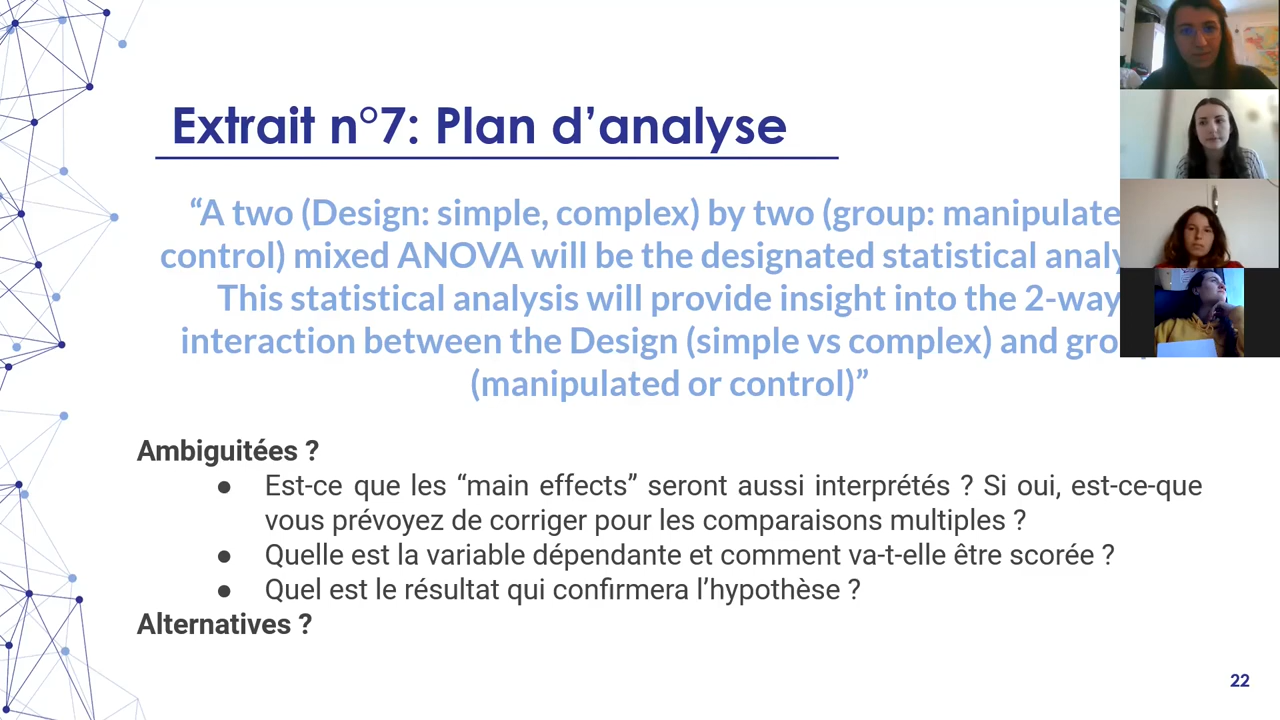 Extrait n°7: Plan d’analyse
“A two (Design: simple, complex) by two (group: manipulate
control) mixed ANOVA will be the designated statistical
This statistical analysis will provide insight into the 2-way
interaction between the Design (simple vs complex) and
(manipulated or control)”
Ambiguitées ?
● Est-ce que les “main effects” seront aussi interprétés ? Si oui, est-ce-que
vous prévoyez de corriger pour les comparaisons multiples ?
● Quelle est la variable dépendante et comment va-t-elle être scorée ?
● Quel est le résultat qui confirmera l’hypothèse ?
Alternatives ?
22